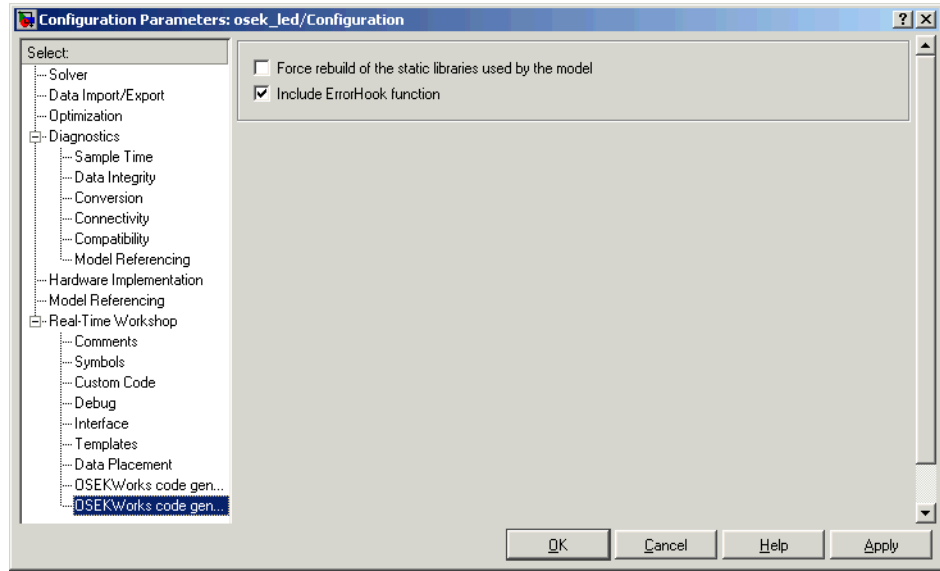 Configuration Parameters: osek_led/Configuration
Select:
Solver
Data Import/Export
Optimization
Diagnostics
Sample Time
Data Integrity
Conversion
Connectivity
Compatibility
Model Referencing
Hardware Implementation
Model Referencing
Real-Time Workshop
Comments
Symbols
Custom Code
Debug
Interface
Templates
Data Placement
OSEKWorks code gen...
OSEKWorks code gen...
Force rebuild of the static libraries used by the model
Include ErrorHook function
OK Cancel Help Apply